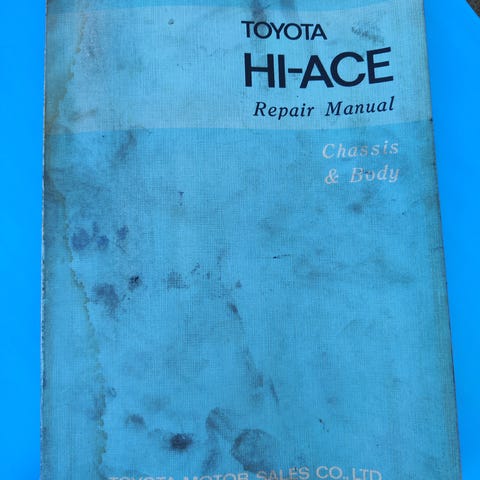 TOYOTA
HI-ACE
Repair Manual
Chassis
& Body
TOYOTA MOTOR SALES CO.,LTD.